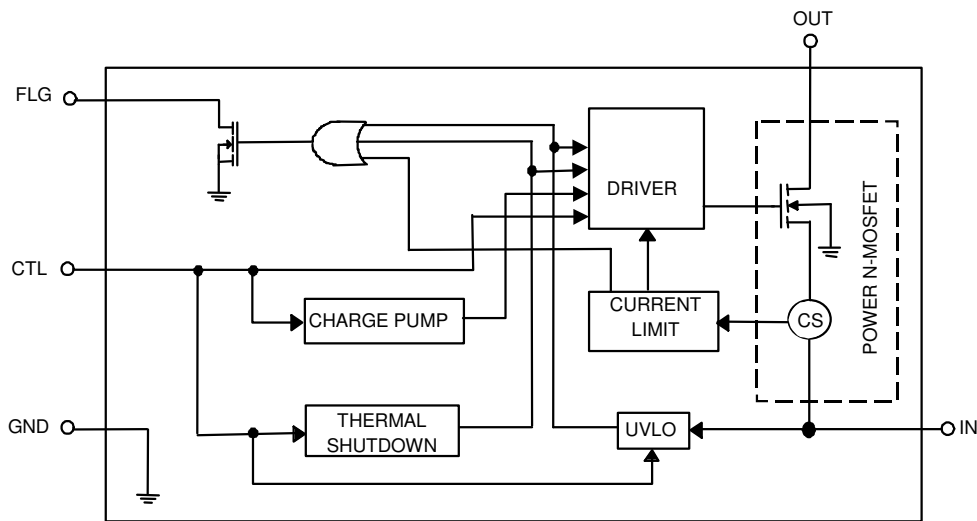 OUT
FLG
DRIVER
POWER N-MOSFET
CTL
CHARGE PUMP
CURRENT
LIMIT
CS
GND
THERMAL
SHUTDOWN
UVLO
IN